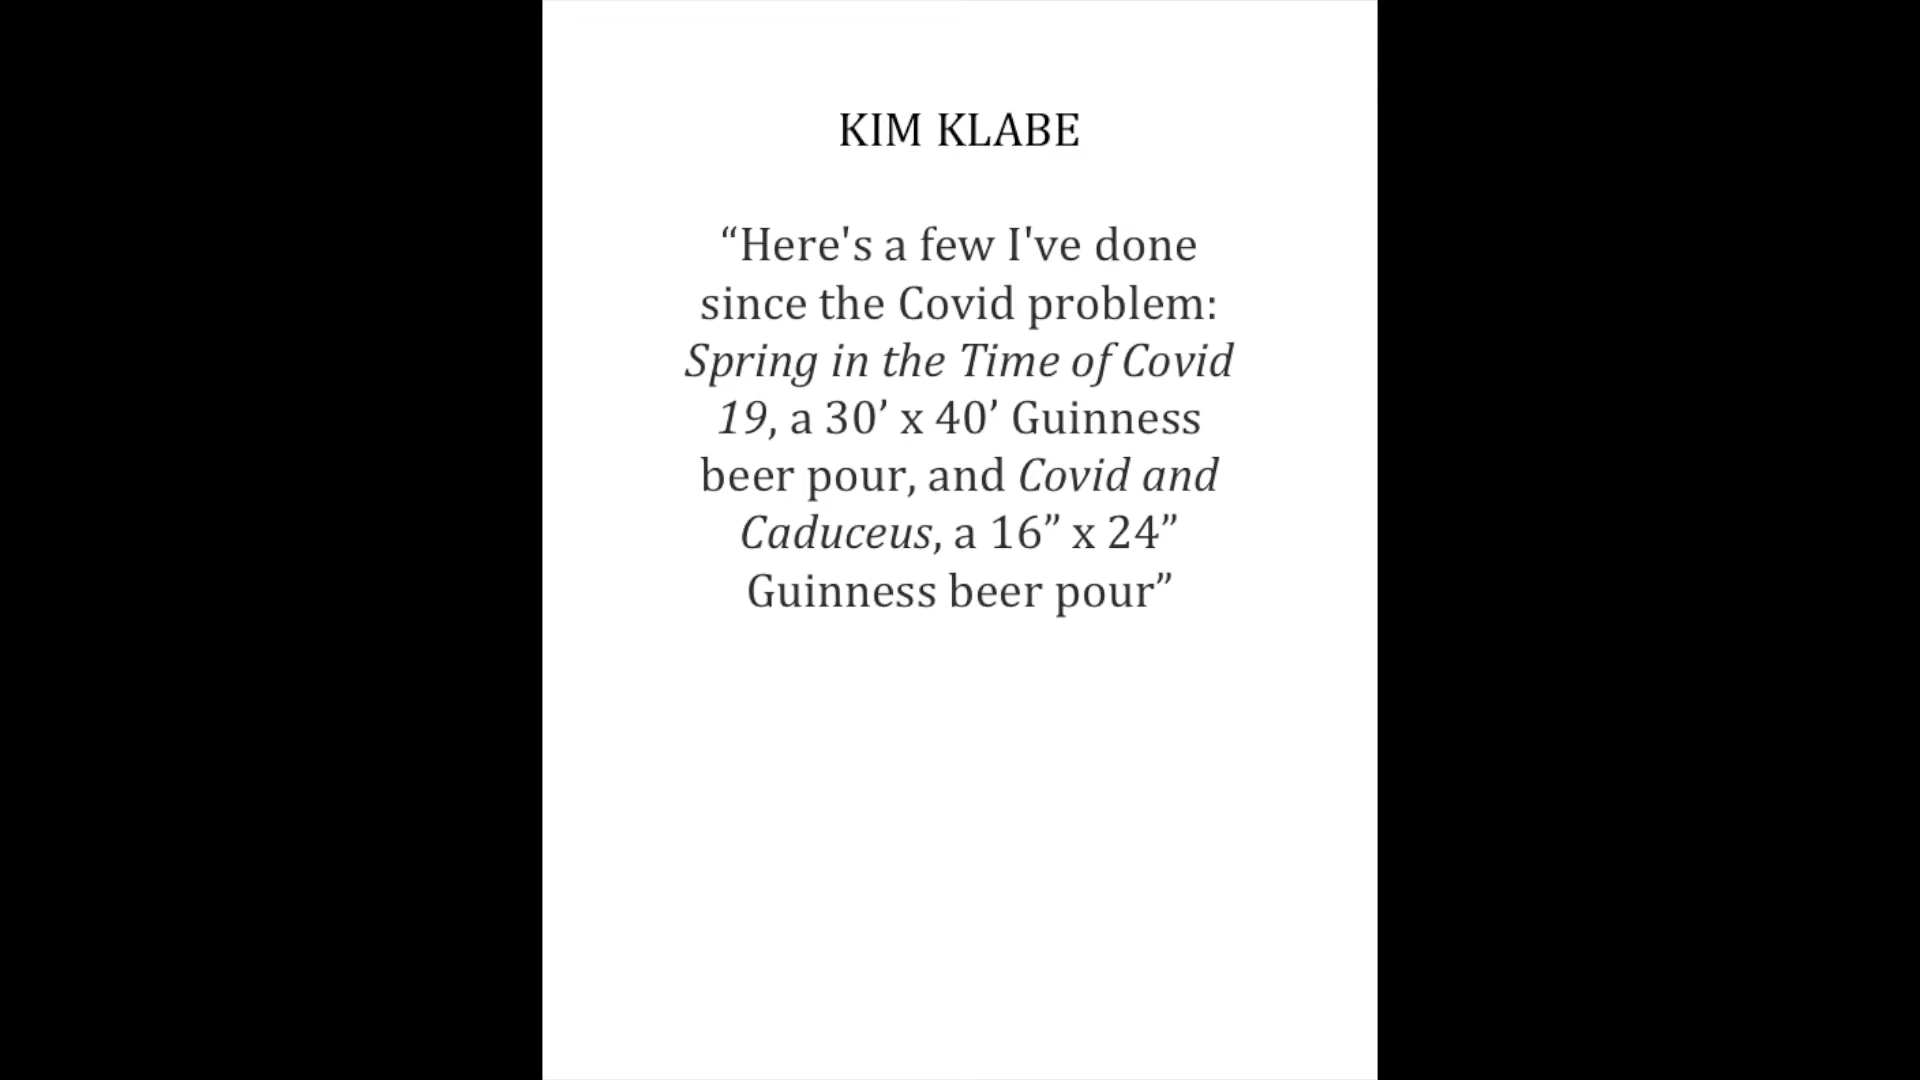 KIM KLABE
“Here's a few I've done
since the Covid problem:
Spring in the Time of Covid
19, a 30’ x 40’ Guinness
beer pour, and Covid and
Caduceus, a 16” x 24”
Guinness beer pour”